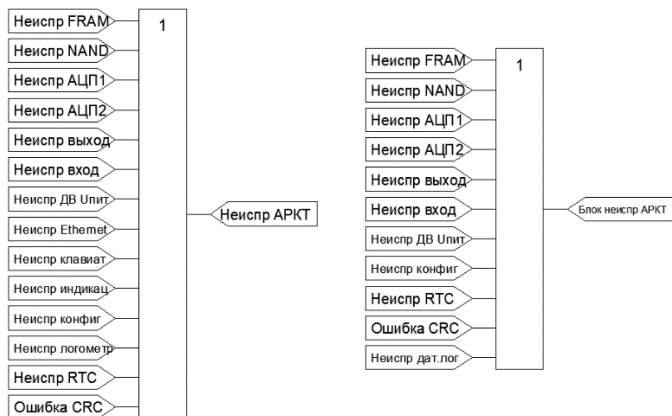 Неиспр FRAM
1
Неиспр NAND
Неиспр АЦП1
Неиспр АЦП2
Неиспр выход
Неиспр вход
Неиспр ДВ Uпит
Неиспр Ethernet
Неиспр клавиат
Неиспр индикац
Неиспр конфиг
Неиспр логометр
Неиспр RTC
Ошибка CRC
Неиспр АРКТ
Неиспр FRAM
1
Неиспр NAND
Неиспр АЦП1
Неиспр АЦП2
Неиспр выход
Неиспр вход
Неиспр ДВ Uпит
Неиспр конфиг
Неиспр RTC
Ошибка CRC
Неиспр дат.лог
Блок неиспр АРКТ